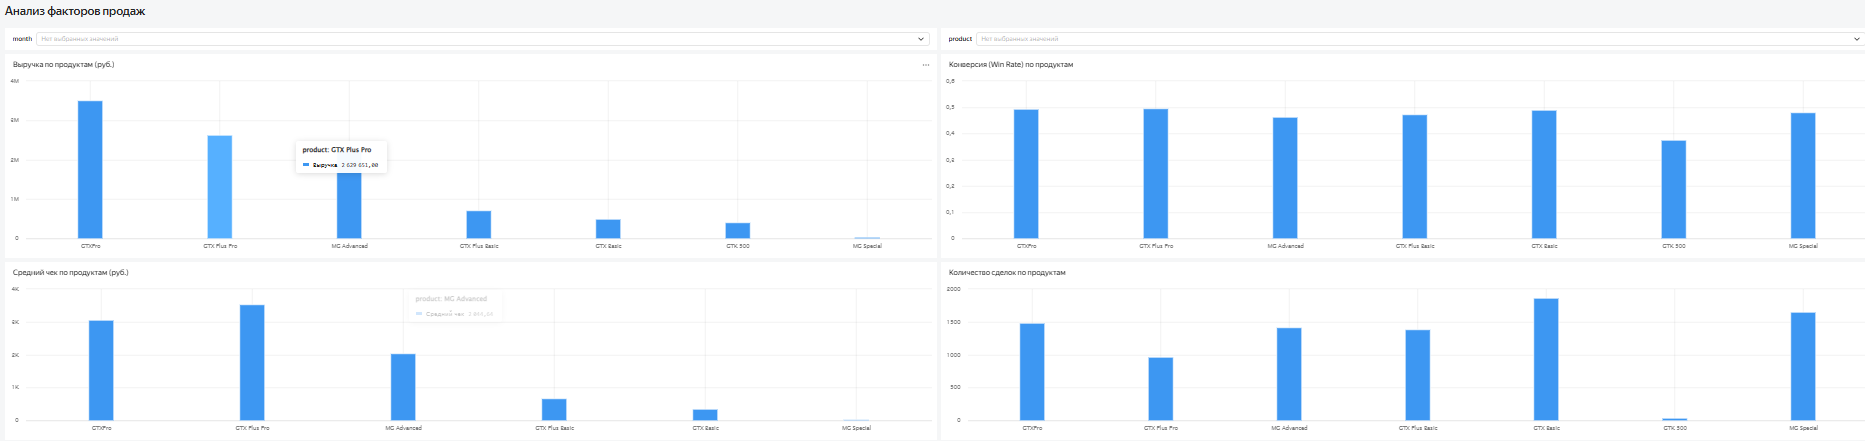 Анализ факторов продаж
month Нет выбранных значений
product Нет выбранных значений
Выручка по продуктам (руб.)
4M
3M
2M
1M
0
product: GTX Plus Pro
Выручка 2 629 651,00
GTXPro GTX Plus Pro MG Advanced GTX Plus Basic GTX Basic GTK 500 MG Special
Конверсия (Win Rate) по продуктам
0,6
0,5
0,4
0,3
0,2
0,1
0
GTXPro GTX Plus Pro MG Advanced GTX Plus Basic GTX Basic GTK 500 MG Special
Средний чек по продуктам (руб.)
4K
3K
2K
1K
0
product: MG Advanced
Средний чек
GTXPro GTX Plus Pro MG Advanced GTX Plus Basic GTX Basic MG Special
Количество сделок по продуктам
2000
1500
1000
500
0
GTXPro GTX Plus Pro MG Advanced GTX Plus Basic GTX Basic GTK 500 MG Special